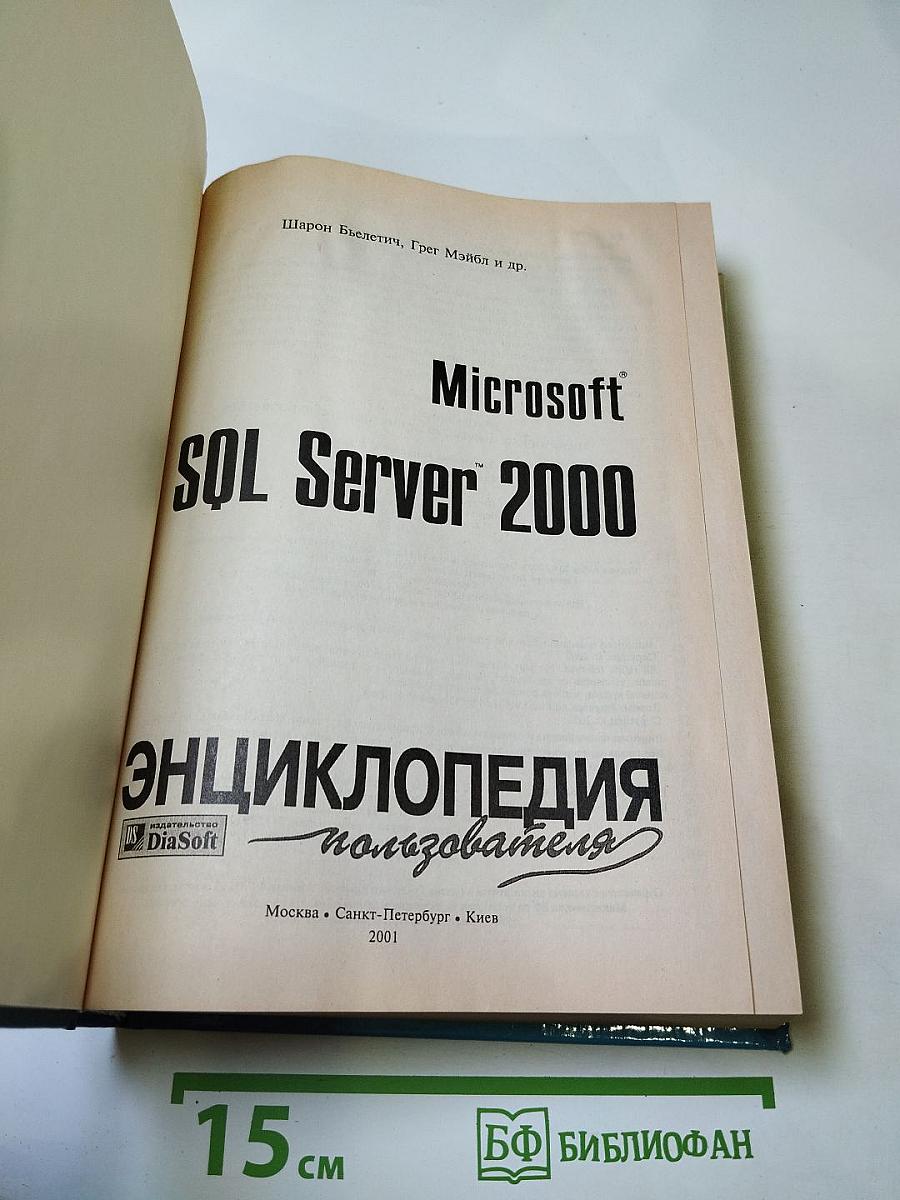 Шарон Бьелетич, Грег Мэйбл и др.
Microsoft®
SQL Server™ 2000
ЭНЦИКЛОПЕДИЯ
пользователя
DS издательство
DiaSoft
Москва • Санкт-Петербург • Киев
2001
15 см
БФ БИБЛИОФАН